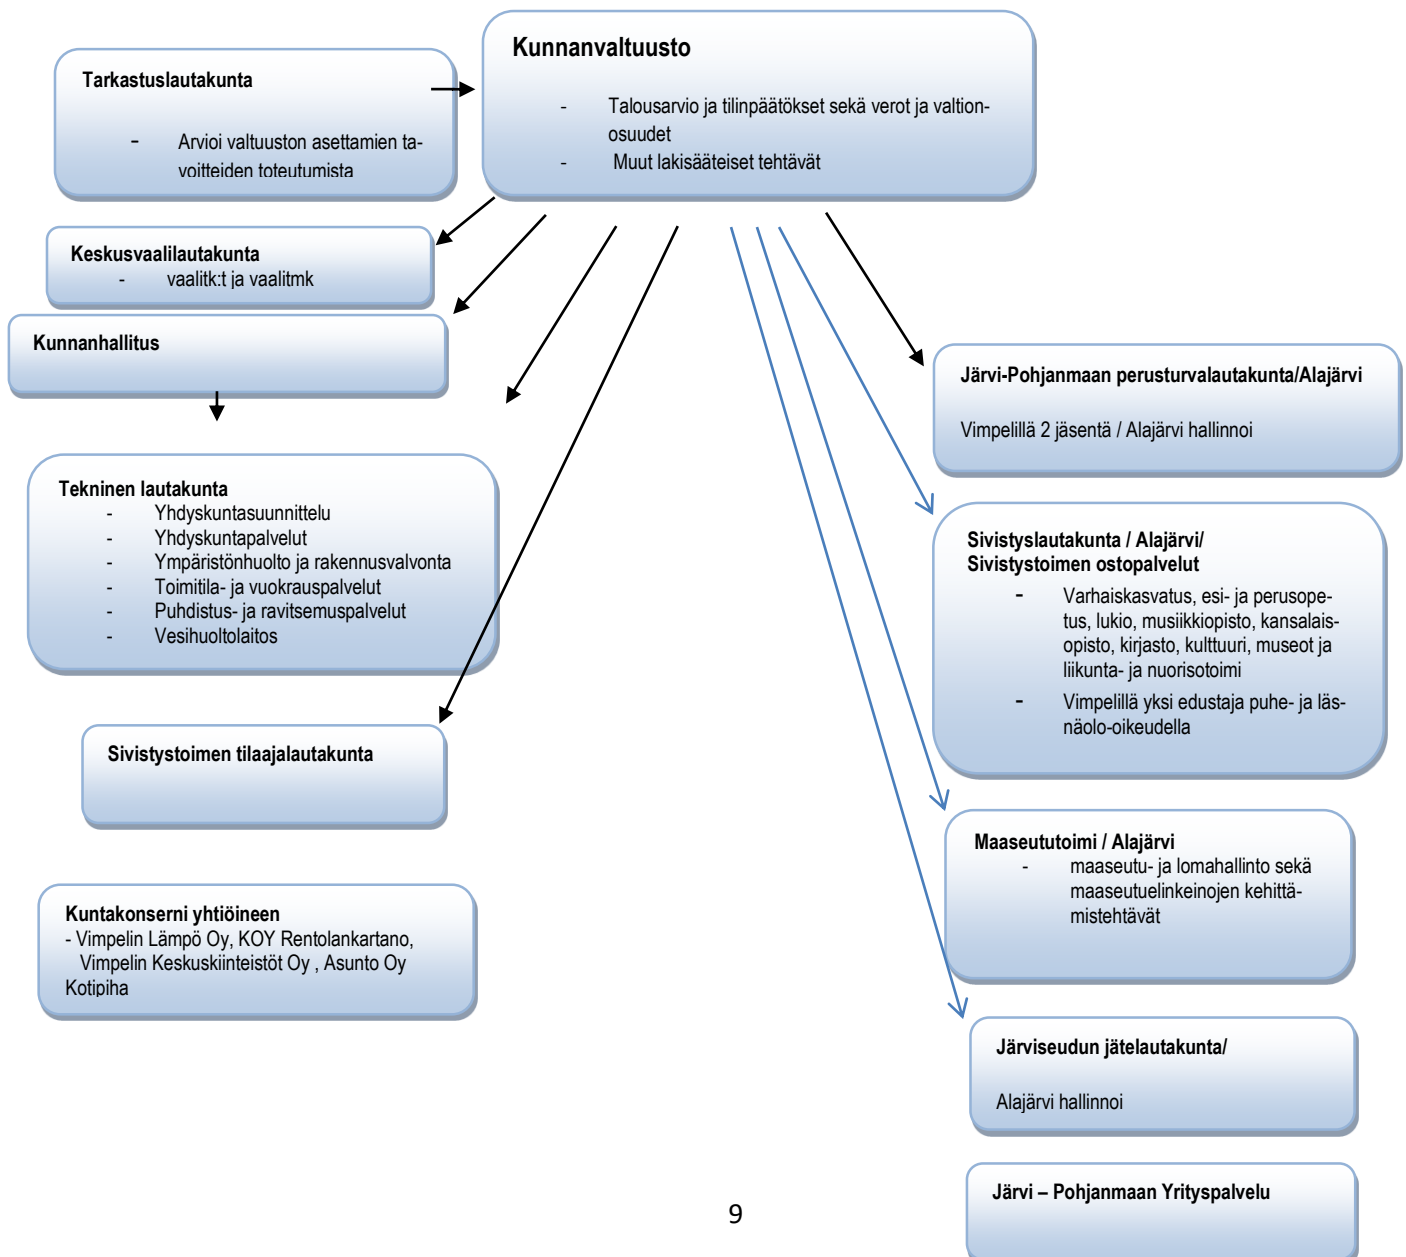 Kunnanvaltuusto
- Talousarvio ja tilinpäätökset sekä verot ja valtion-
osuudet
- Muut lakisääteiset tehtävät
Tarkastuslautakunta
- Arvioi valtuuston asettamien ta-
voitteiden toteutumista
Keskusvaalilautakunta
- vaalitk:t ja vaalitmk
Kunnanhallitus
Tekninen lautakunta
- Yhdyskuntasuunnittelu
- Yhdyskuntapalvelut
- Ympäristönhuolto ja rakennusvalvonta
- Toimitila- ja vuokrauspalvelut
- Puhdistus- ja ravitsemuspalvelut
- Vesihuoltolaitos
Sivistystoimen tilaajalautakunta
Kuntakonserni yhtiöineen
- Vimpelin Lämpö Oy, KOY Rentolankartano,
Vimpelin Keskuskiinteistöt Oy , Asunto Oy
Kotipiha
Järvi-Pohjanmaan perusturvalautakunta/Alajärvi
Vimpelillä 2 jäsentä / Alajärvi hallinnoi
Sivistyslautakunta / Alajärvi/
Sivistystoimen ostopalvelut
- Varhaiskasvatus, esi- ja perusope-
tus, lukio, musiikkiopisto, kansalais-
opisto, kirjasto, kulttuuri, museot ja
liikunta- ja nuorisotoimi
- Vimpelillä yksi edustaja puhe- ja läs-
näolo-oikeudella
Maaseututoimi / Alajärvi
- maaseutu- ja lomahallinto sekä
maaseutuelinkeinojen kehittä-
mistehtävät
Järviseudun jätelautakunta/
Alajärvi hallinnoi
Järvi – Pohjanmaan Yrityspalvelu
9